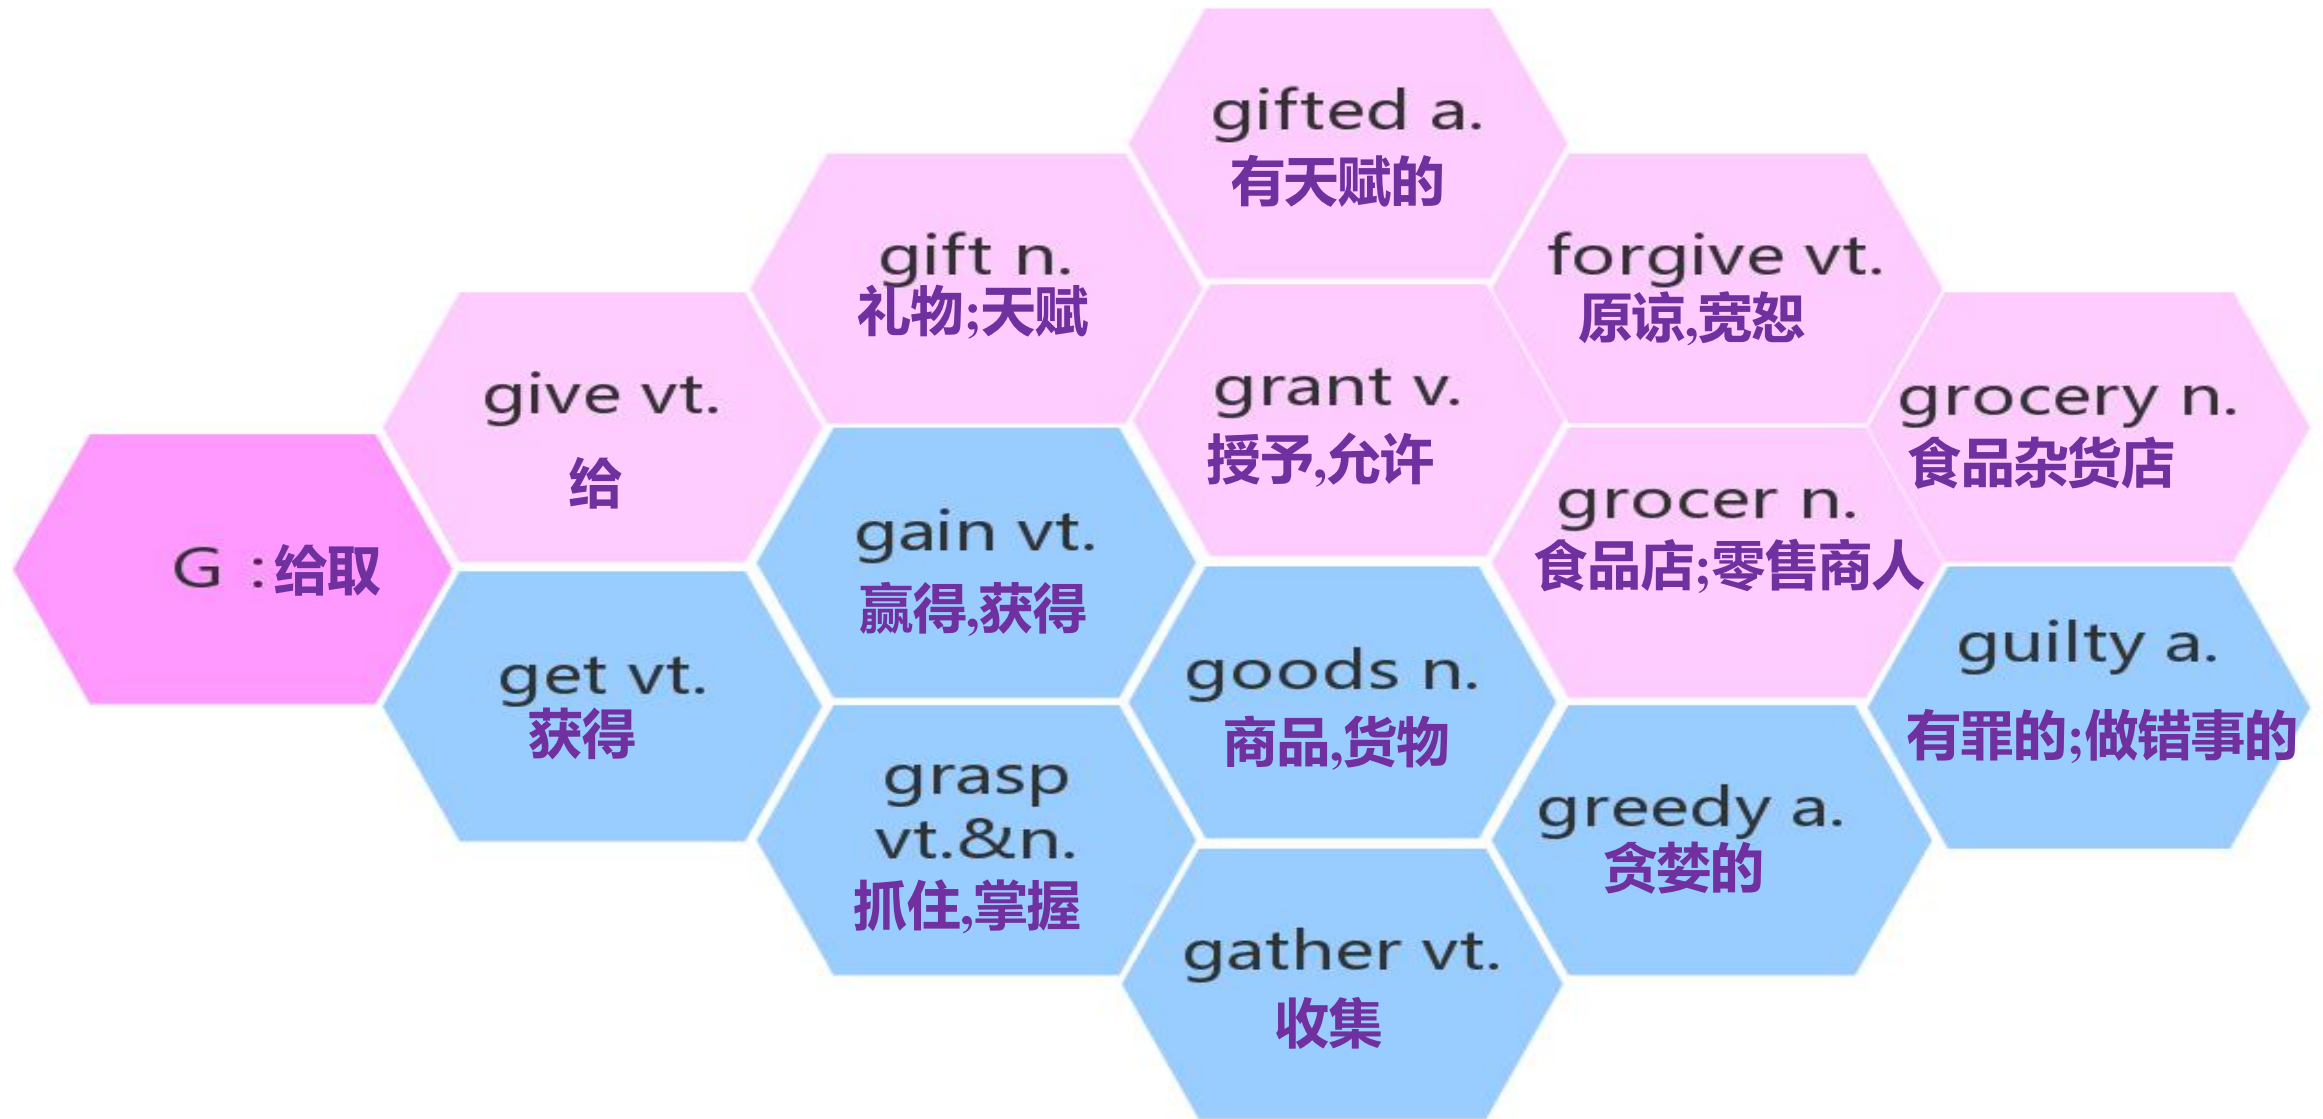 G :给取
give vt.
给
get vt.
获得
gift n.
礼物;天赋
gain vt.
赢得,获得
grasp
vt.&n.
抓住,掌握
gifted a.
有天赋的
grant v.
授予,允许
goods n.
商品,货物
gather vt.
收集
forgive vt.
原谅,宽恕
grocer n.
食品店;零售商人
greedy a.
贪婪的
grocery n.
食品杂货店
guilty a.
有罪的;做错事的